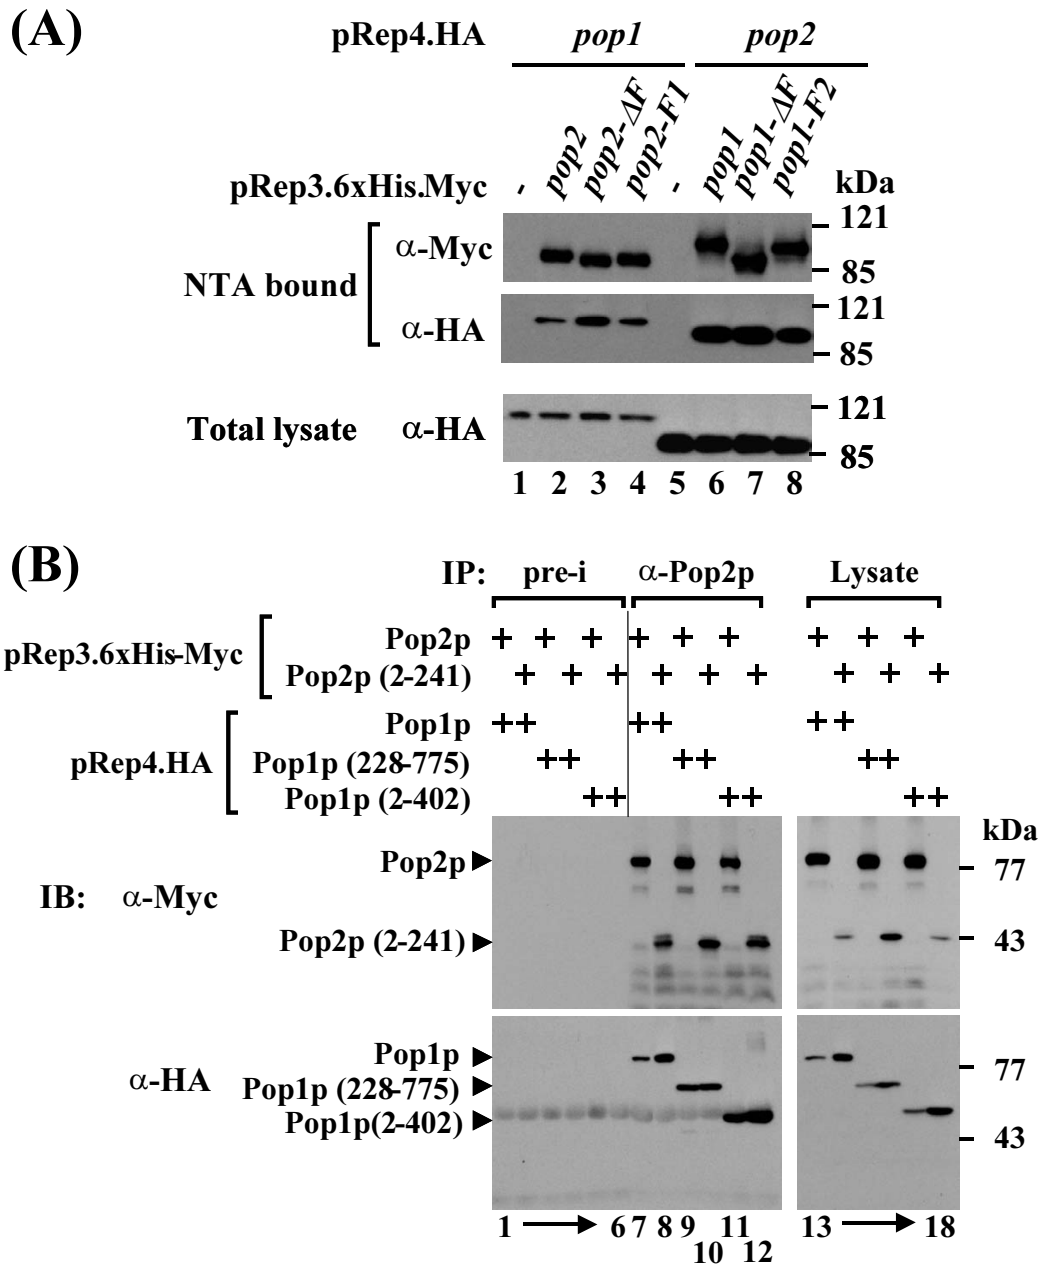 (A)
pRep4.HA pop1 pop2
pRep3.6xHis.Myc - pop2 pop2-ΔF pop2-F1 - pop1 pop1-ΔF pop1-F2 kDa
NTA bound
α-Myc 121
85
α-HA 121
85
Total lysate α-HA 121
85
1 2 3 4 5 6 7 8
(B)
IP: pre-i α-Pop2p Lysate
pRep3.6xHis-Myc
Pop2p + + + + + + + + +
Pop2p (2-241) + + + + + + + + +
pRep4.HA
Pop1p ++ ++ ++
Pop1p (228-775) ++ ++ ++
Pop1p (2-402) ++ ++ ++
kDa
IB: α-Myc
Pop2p 77
Pop2p (2-241) 43
α-HA
Pop1p 77
Pop1p (228-775)
Pop1p(2-402) 43
1 6 7 8 9 11 13 18
10 12